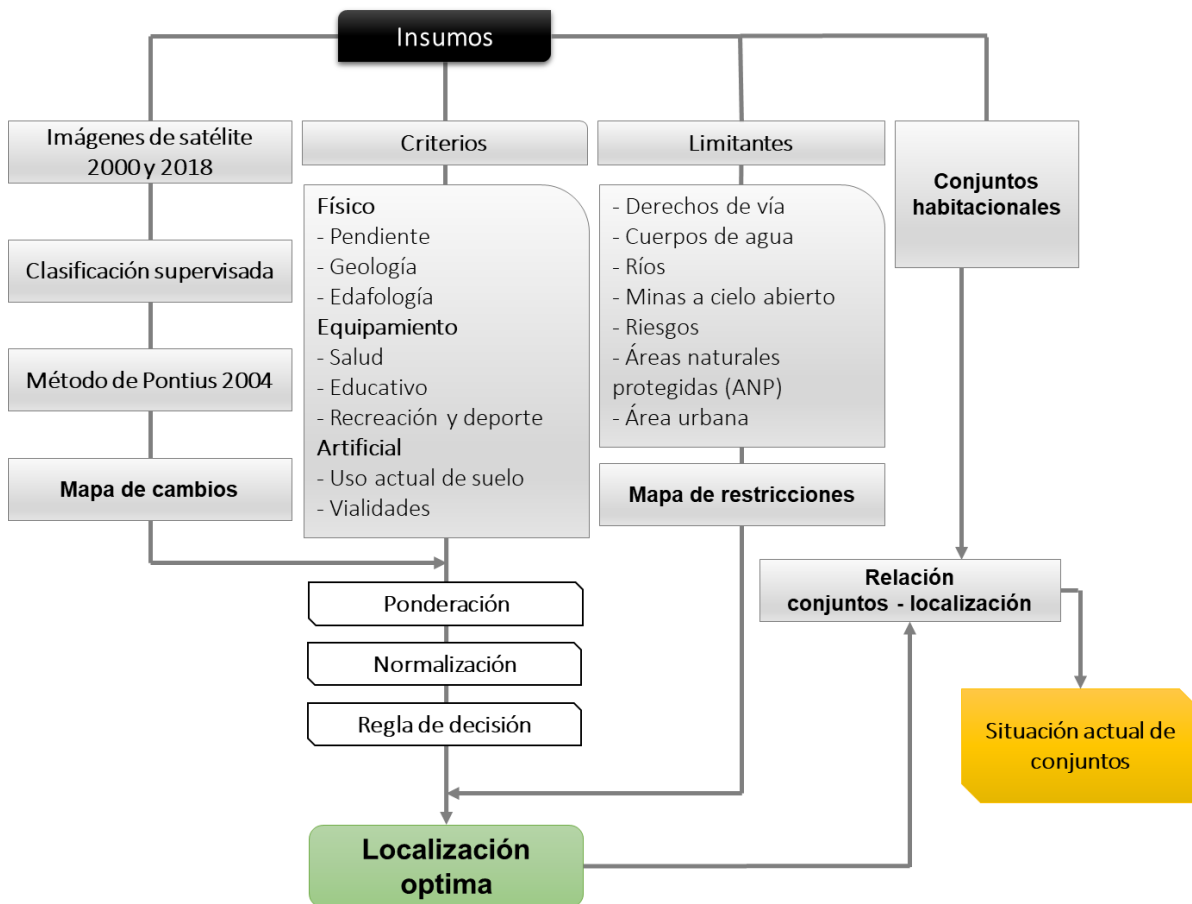 Insumos
Imágenes de satélite
2000 y 2018
Clasificación supervisada
Método de Pontius 2004
Mapa de cambios
Criterios
Físico
- Pendiente
- Geología
- Edafología
Equipamiento
- Salud
- Educativo
- Recreación y deporte
Artificial
- Uso actual de suelo
- Vialidades
Ponderación
Normalización
Regla de decisión
Localización
optima
Limitantes
- Derechos de vía
- Cuerpos de agua
- Ríos
- Minas a cielo abierto
- Riesgos
- Áreas naturales
protegidas (ANP)
- Área urbana
Mapa de restricciones
Conjuntos
habitacionales
Relación
conjuntos - localización
Situación actual de
conjuntos